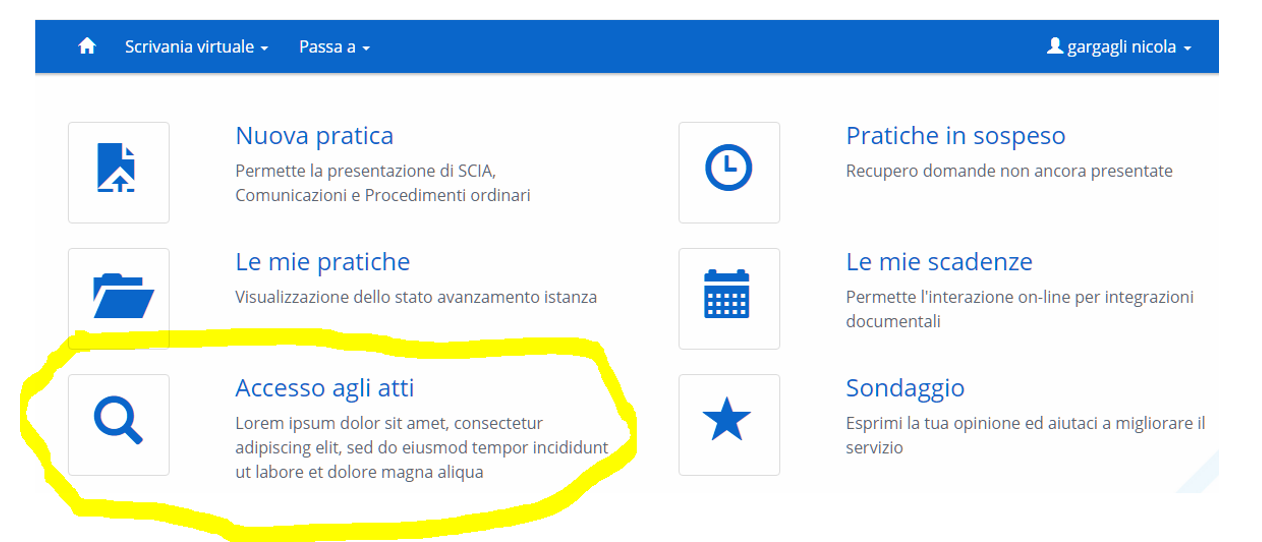 Scrivania virtuale
Passa a
gargagli nicola
Nuova pratica
Permette la presentazione di SCIA,
Comunicazioni e Procedimenti ordinari
Pratiche in sospeso
Recupero domande non ancora presentate
Le mie pratiche
Visualizzazione dello stato avanzamento istanza
Le mie scadenze
Permette l'interazione on-line per integrazioni
documentali
Accesso agli atti
Lorem ipsum dolor sit amet, consectetur
adipiscing elit, sed do eiusmod tempor incididunt
ut labore et dolore magna aliqua
Sondaggio
Esprimi la tua opinione ed aiutaci a migliorare il
servizio